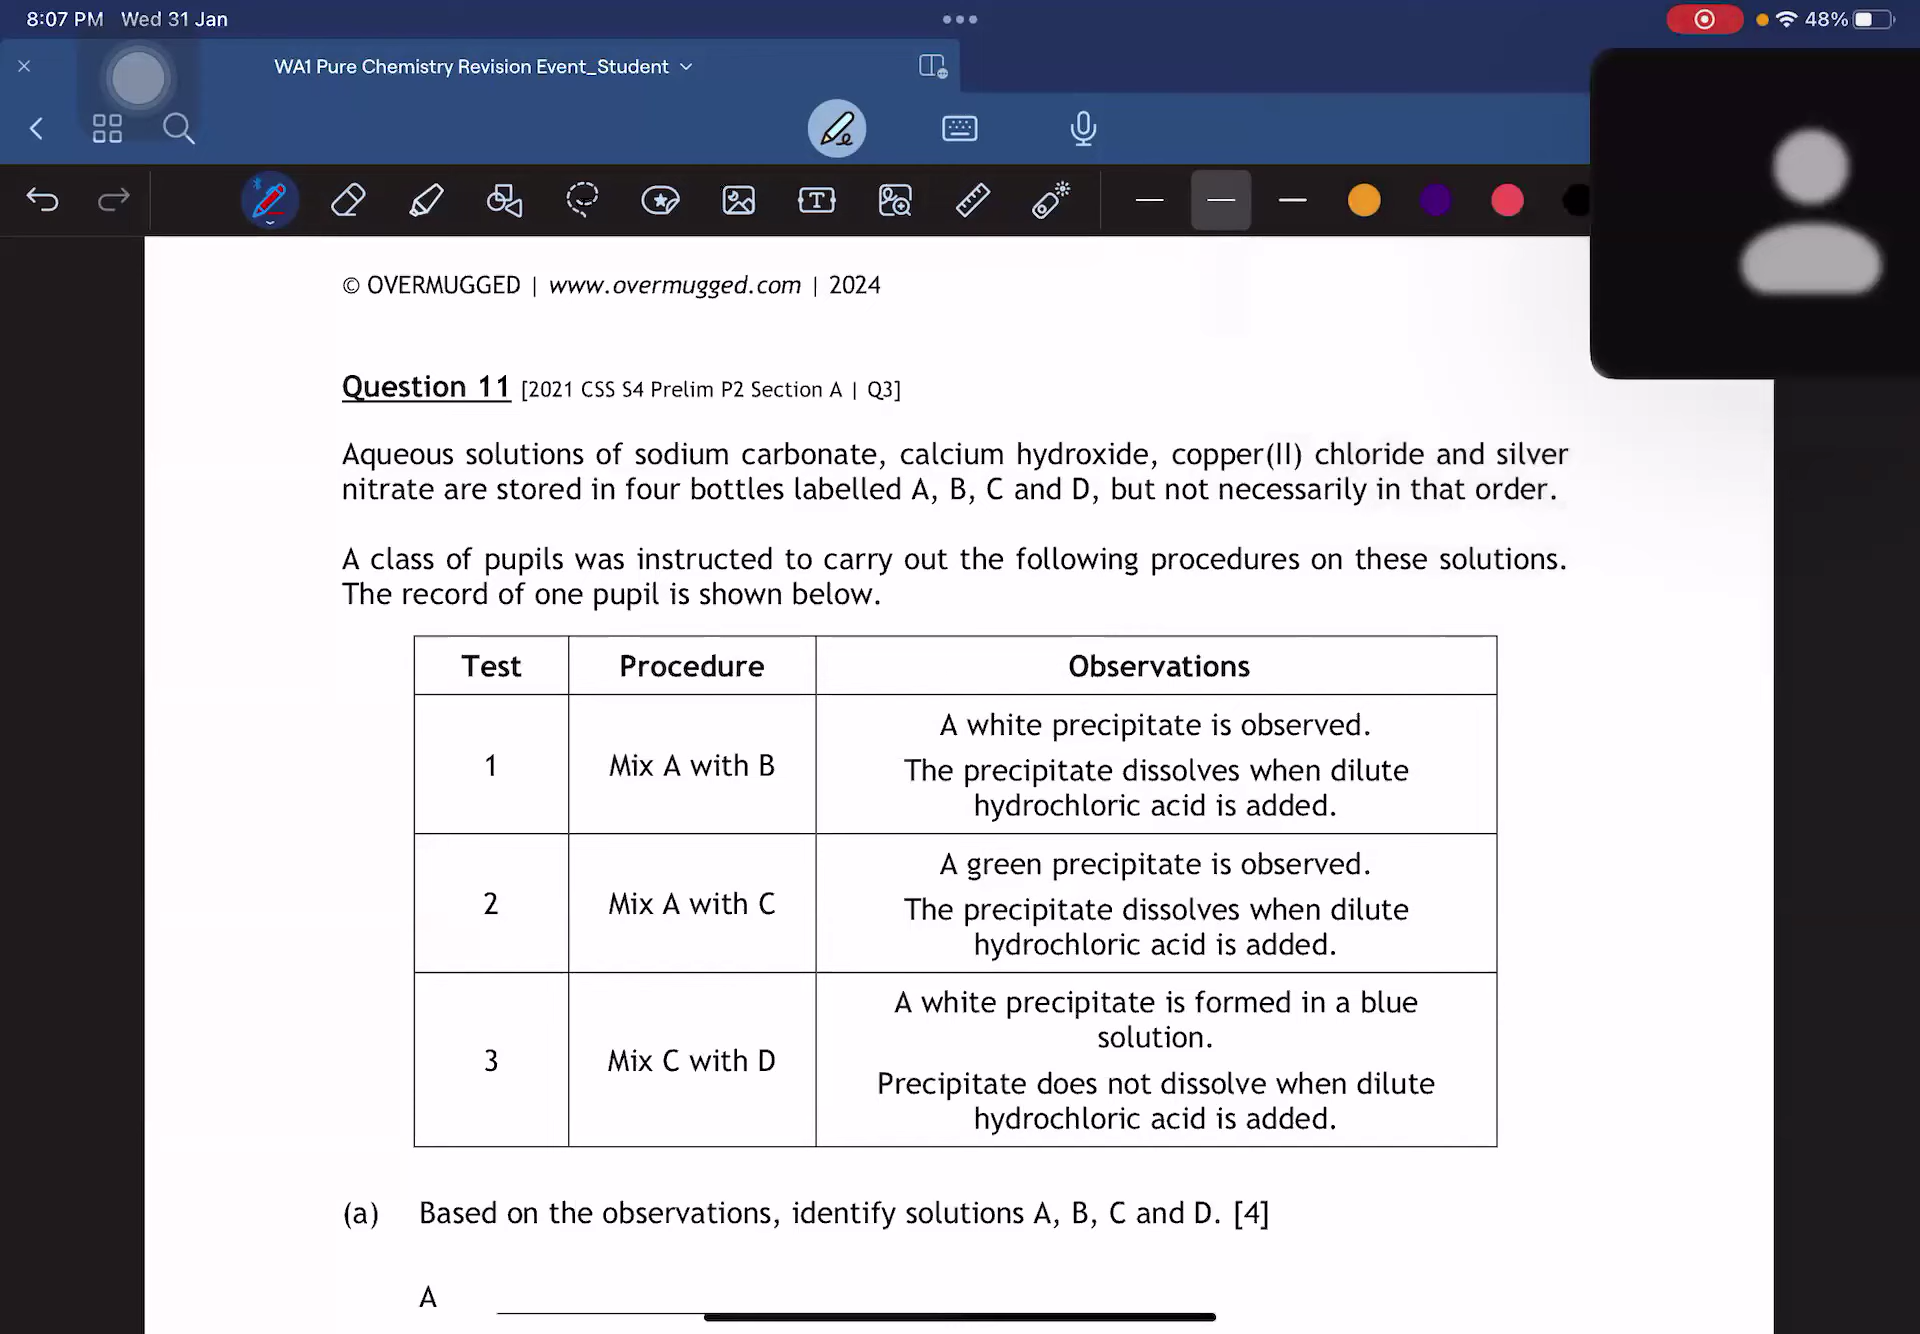 8:07 PM Wed 31 Jan
48%
WA1 Pure Chemistry Revision Event_Student
© OVERMUGGED | www.overmugged.com | 2024
Question 11 [2021 CSS S4 Prelim P2 Section A | Q3]
Aqueous solutions of sodium carbonate, calcium hydroxide, copper(II) chloride and silver
nitrate are stored in four bottles labelled A, B, C and D, but not necessarily in that order.
A class of pupils was instructed to carry out the following procedures on these solutions.
The record of one pupil is shown below.
Test Procedure Observations
1 Mix A with B A white precipitate is observed.
The precipitate dissolves when dilute
hydrochloric acid is added.
2 Mix A with C A green precipitate is observed.
The precipitate dissolves when dilute
hydrochloric acid is added.
3 Mix C with D A white precipitate is formed in a blue
solution.
Precipitate does not dissolve when dilute
hydrochloric acid is added.
(a) Based on the observations, identify solutions A, B, C and D. [4]
A